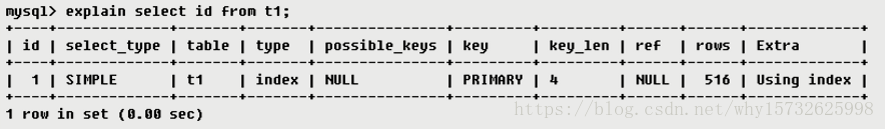 mysql> explain select id from t1;
+----+-------------+-------+-------+---------------+---------+---------+------+------+-------------+
| id | select_type | table | type | possible_keys | key | key_len | ref | rows | Extra |
+----+-------------+-------+-------+---------------+---------+---------+------+------+-------------+
| 1 | SIMPLE | t1 | index | NULL | PRIMARY | 4 | NULL | 516 | Using index |
+----+-------------+-------+-------+---------------+---------+---------+------+------+-------------+
1 row in set (0.00 sec)
https://blog.csdn.net/why15732625998